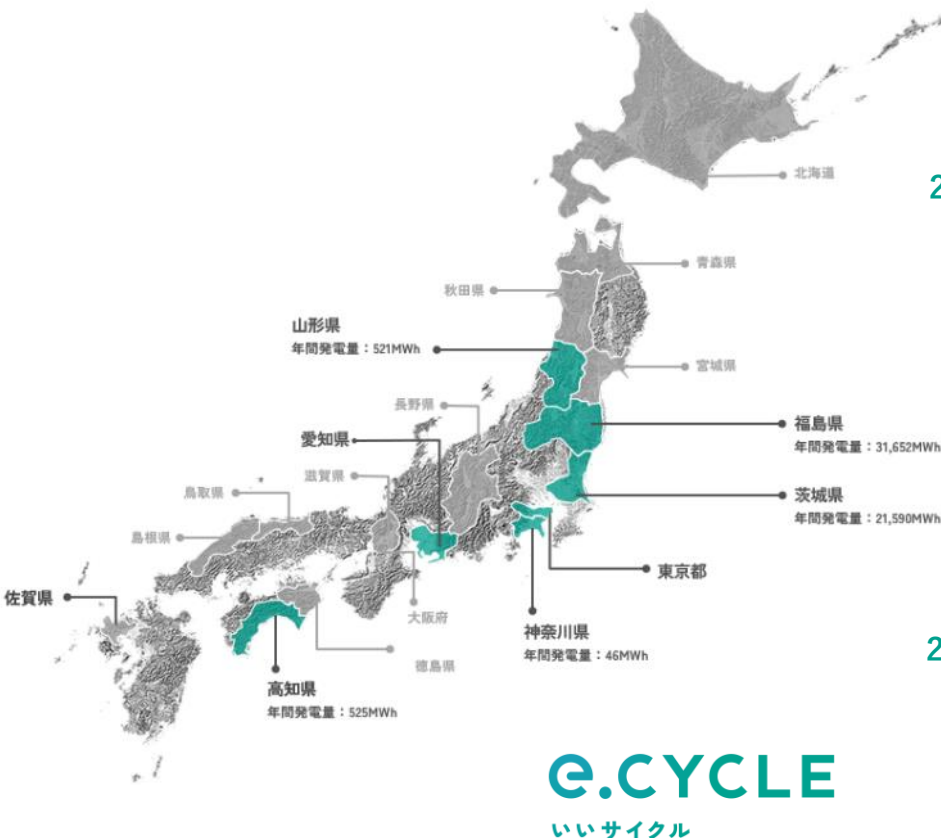 北海道
2
青森県
秋田県
山形県
年間発電量：521MWh
宮城県
長野県
福島県
年間発電量：31,652MWh
愛知県
滋賀県
茨城県
年間発電量：21,590MWh
鳥取県
島根県
東京都
佐賀県
大阪府
神奈川県
年間発電量：46MWh
2
徳島県
高知県
年間発電量：525MWh
e.CYCLE
いいサイクル